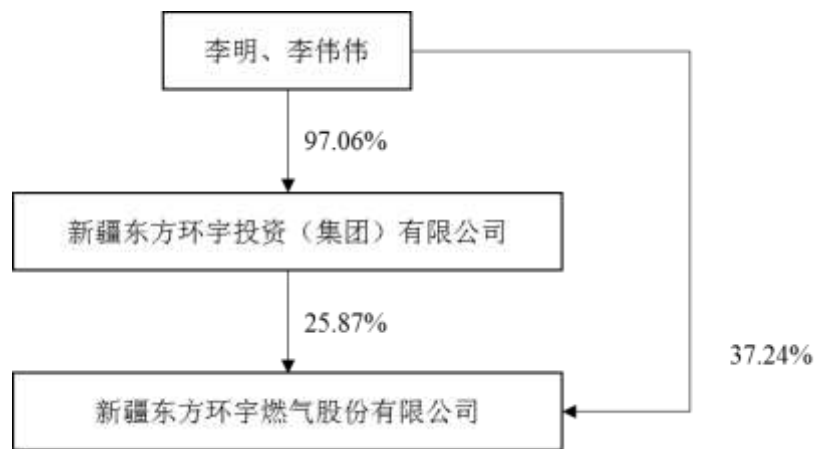 李明、李伟伟
97.06%
新疆东方环宇投资（集团）有限公司
25.87%
37.24%
新疆东方环宇燃气股份有限公司